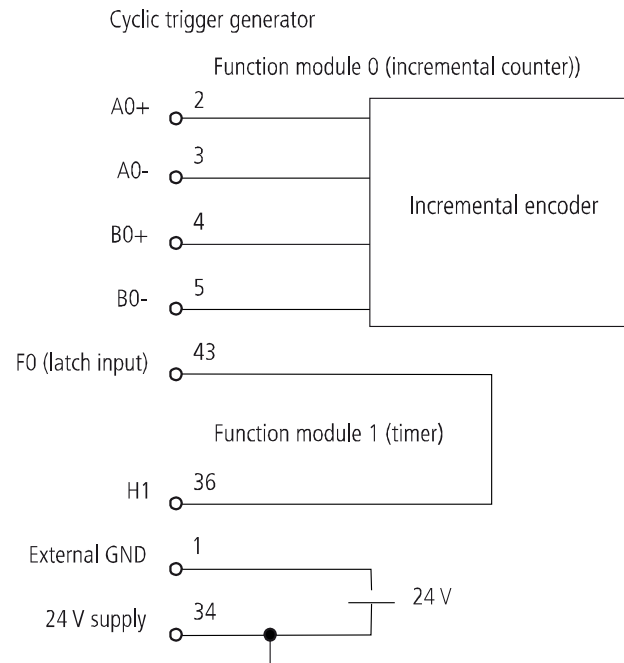 Cyclic trigger generator
Function module 0 (incremental counter))
A0+ 2
A0- 3
Incremental encoder
B0+ 4
B0- 5
F0 (latch input) 43
Function module 1 (timer)
H1 36
External GND 1
24 V
24 V supply 34